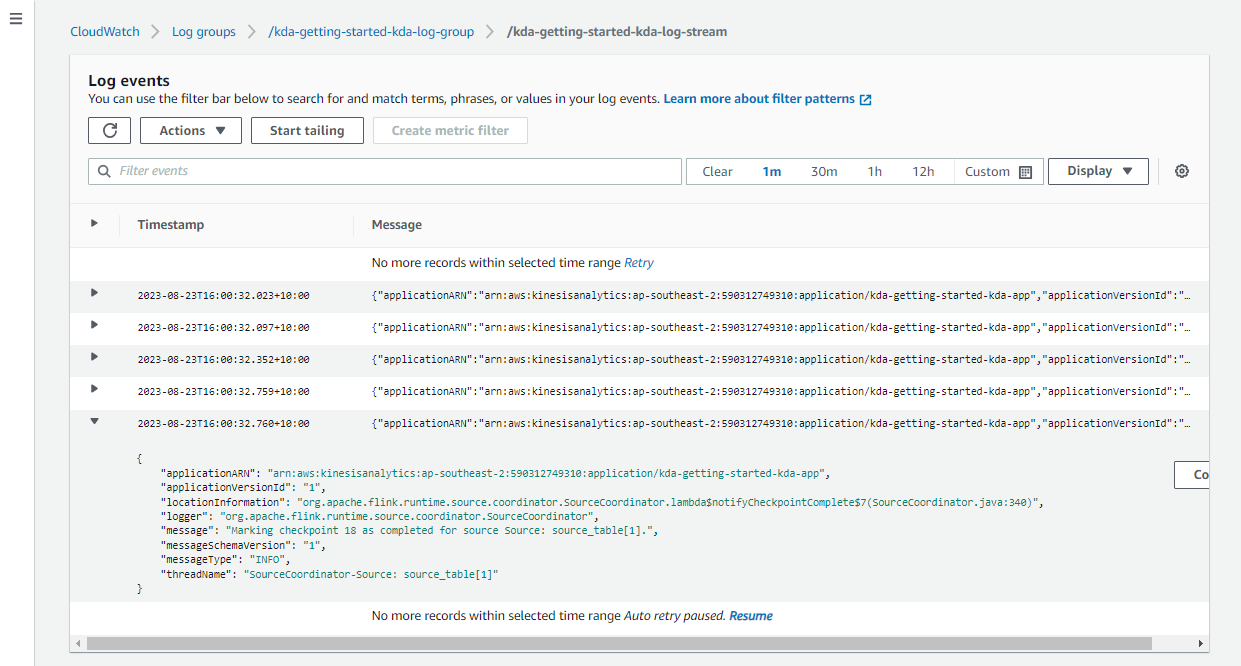 CloudWatch Log groups /kda-getting-started-kda-log-group /kda-getting-started-kda-log-stream
Log events
You can use the filter bar below to search for and match terms, phrases, or values in your log events. Learn more about filter patterns
Actions Start tailing Create metric filter
Filter events Clear 1m 30m 1h 12h Custom Display
Timestamp Message
No more records within selected time range Retry
2023-08-23T16:00:32.023+10:00 {"applicationARN":"arn:aws:kinesisanalytics:ap-southeast-2:590312749310:application/kda-getting-started-kda-app","applicationVersionId":"…
2023-08-23T16:00:32.097+10:00 {"applicationARN":"arn:aws:kinesisanalytics:ap-southeast-2:590312749310:application/kda-getting-started-kda-app","applicationVersionId":"…
2023-08-23T16:00:32.352+10:00 {"applicationARN":"arn:aws:kinesisanalytics:ap-southeast-2:590312749310:application/kda-getting-started-kda-app","applicationVersionId":"…
2023-08-23T16:00:32.759+10:00 {"applicationARN":"arn:aws:kinesisanalytics:ap-southeast-2:590312749310:application/kda-getting-started-kda-app","applicationVersionId":"…
2023-08-23T16:00:32.760+10:00 {"applicationARN":"arn:aws:kinesisanalytics:ap-southeast-2:590312749310:application/kda-getting-started-kda-app","applicationVersionId":"…
{
"applicationARN": "arn:aws:kinesisanalytics:ap-southeast-2:590312749310:application/kda-getting-started-kda-app",
Co
"applicationVersionId": "1",
"locationInformation": "org.apache.flink.runtime.source.coordinator.SourceCoordinator.lambda$notifyCheckpointComplete$7(SourceCoordinator.java:340)",
"logger": "org.apache.flink.runtime.source.coordinator.SourceCoordinator",
"message": "Marking checkpoint 18 as completed for source Source: source_table[1].",
"messageSchemaVersion": "1",
"messageType": "INFO",
"threadName": "SourceCoordinator-Source: source_table[1]"
}
No more records within selected time range Auto retry paused. Resume